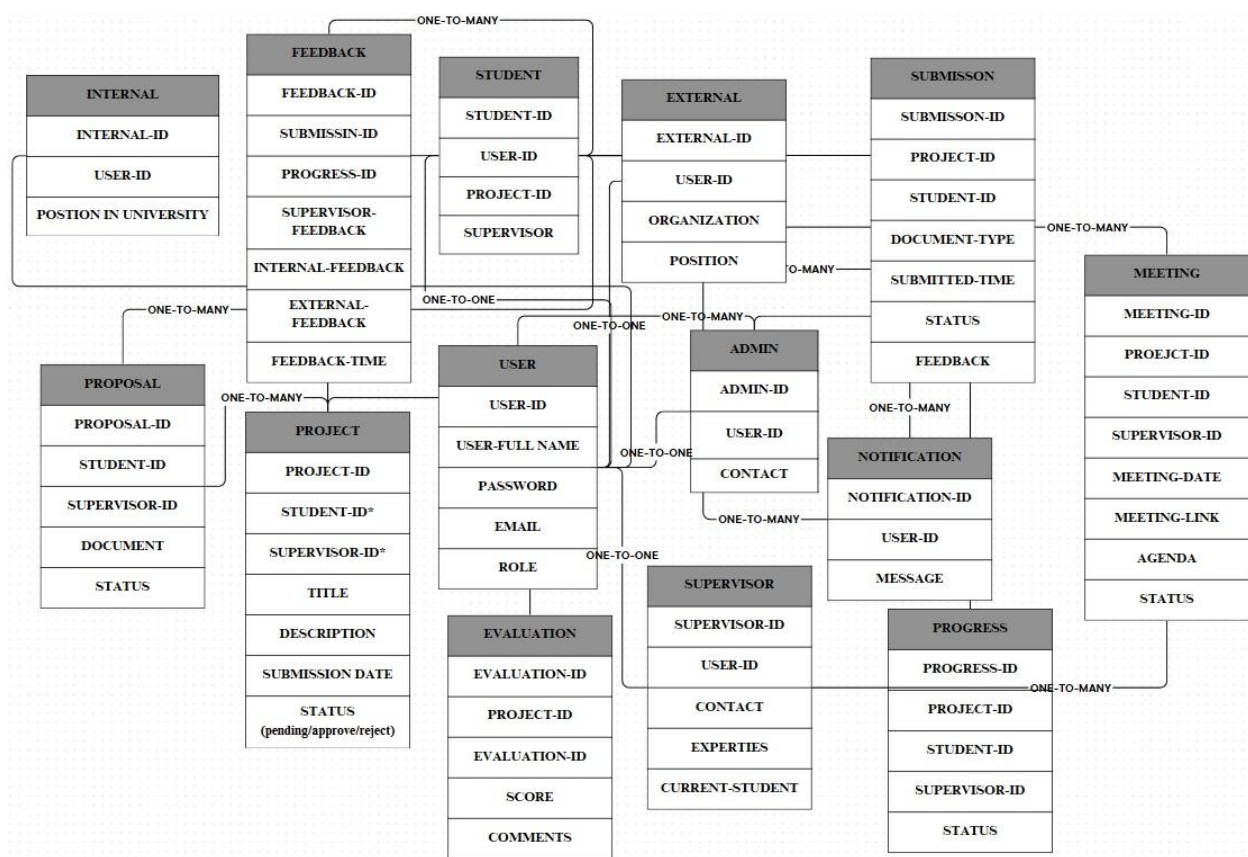 ONE-TO-MANY
INTERNAL
INTERNAL-ID
USER-ID
POSTION IN UNIVERSITY
FEEDBACK
FEEDBACK-ID
SUBMISSIN-ID
PROGRESS-ID
SUPERVISOR-
FEEDBACK
INTERNAL-FEEDBACK
EXTERNAL-
FEEDBACK
FEEDBACK-TIME
STUDENT
STUDENT-ID
USER-ID
PROJECT-ID
SUPERVISOR
EXTERNAL
EXTERNAL-ID
USER-ID
ORGANIZATION
POSITION
SUBMISSON
SUBMISSON-ID
PROJECT-ID
STUDENT-ID
DOCUMENT-TYPE
SUBMITTED-TIME
STATUS
FEEDBACK
ONE-TO-MANY
TO-MANY
MEETING
MEETING-ID
PROEJCT-ID
STUDENT-ID
SUPERVISOR-ID
MEETING-DATE
MEETING-LINK
AGENDA
STATUS
ONE-TO-MANY
ONE-TO-ONE
ONE-TO-MANY
ONE-TO-ONE
PROPOSAL
PROPOSAL-ID
STUDENT-ID
SUPERVISOR-ID
DOCUMENT
STATUS
ONE-TO-MANY
PROJECT
PROJECT-ID
STUDENT-ID*
SUPERVISOR-ID*
TITLE
DESCRIPTION
SUBMISSION DATE
STATUS
(pending/approve/reject)
USER
USER-ID
USER-FULL NAME
PASSWORD
EMAIL
ROLE
ADMIN
ADMIN-ID
USER-ID
CONTACT
ONE-TO-ONE
ONE-TO-MANY
NOTIFICATION
NOTIFICATION-ID
USER-ID
MESSAGE
ONE-TO-MANY
ONE-TO-ONE
EVALUATION
EVALUATION-ID
PROJECT-ID
EVALUATION-ID
SCORE
COMMENTS
SUPERVISOR
SUPERVISOR-ID
USER-ID
CONTACT
EXPERTIES
CURRENT-STUDENT
PROGRESS
PROGRESS-ID
PROJECT-ID
STUDENT-ID
SUPERVISOR-ID
STATUS
ONE-TO-MANY